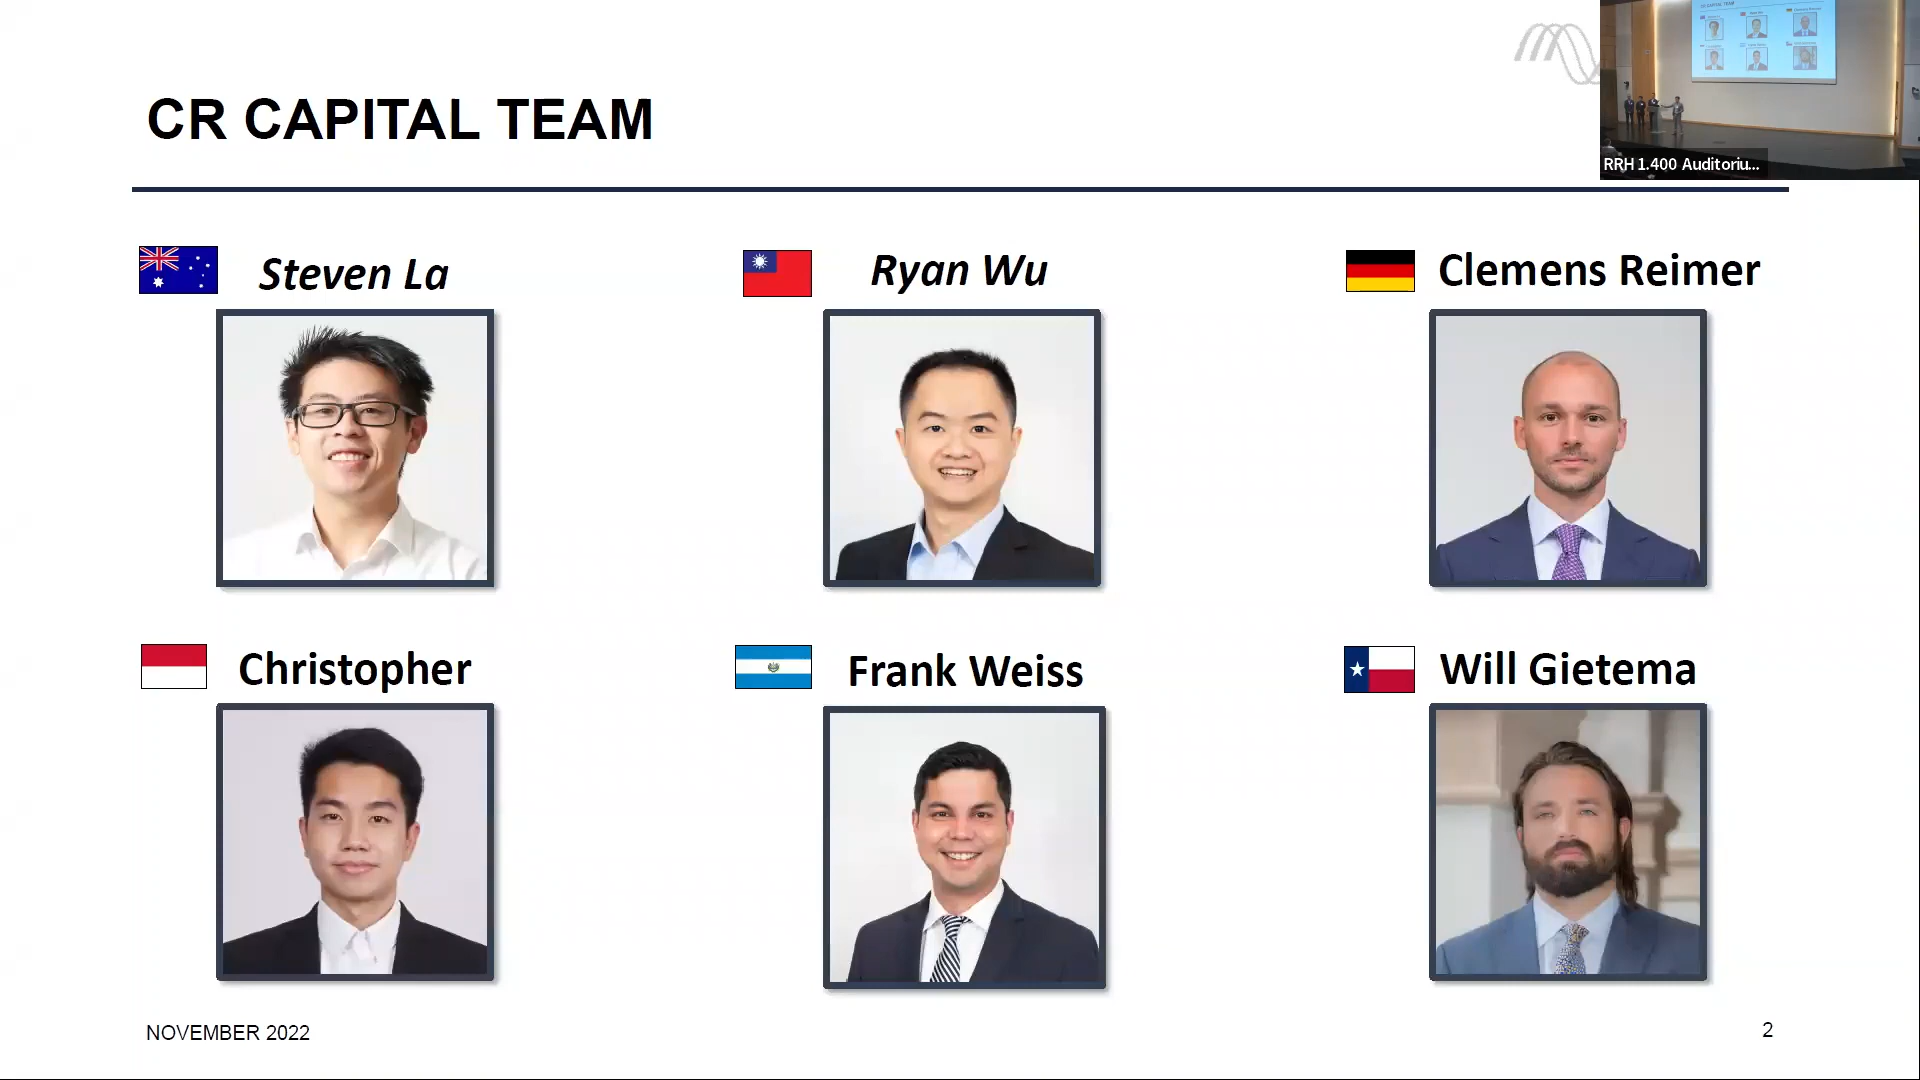 CR CAPITAL TEAM
RRH 1.400 Auditoriu...
Steven La
Ryan Wu
Clemens Reimer
Christopher
Frank Weiss
Will Gietema
NOVEMBER 2022
2